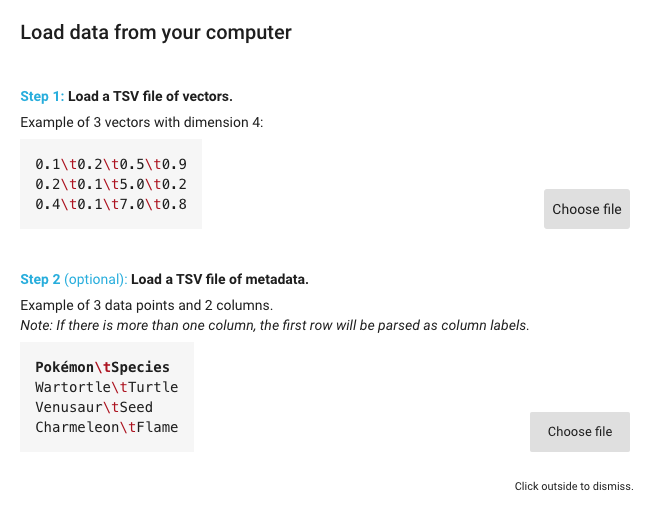 Load data from your computer
Step 1: Load a TSV file of vectors.
Example of 3 vectors with dimension 4:
0.1\t0.2\t0.5\t0.9
0.2\t0.1\t5.0\t0.2
0.4\t0.1\t7.0\t0.8
Choose file
Step 2 (optional): Load a TSV file of metadata.
Example of 3 data points and 2 columns.
Note: If there is more than one column, the first row will be parsed as column labels.
Pokémon\tSpecies
Wartortle\tTurtle
Venusaur\tSeed
Charmeleon\tFlame
Choose file
Click outside to dismiss.